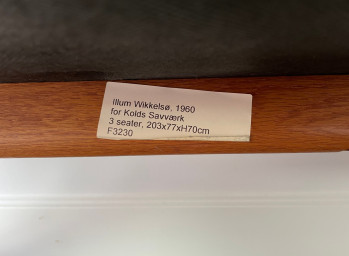 Illum Wikkelsø, 1960
for Kolds Savværk
3 seater, 203x77xH70cm
F3230